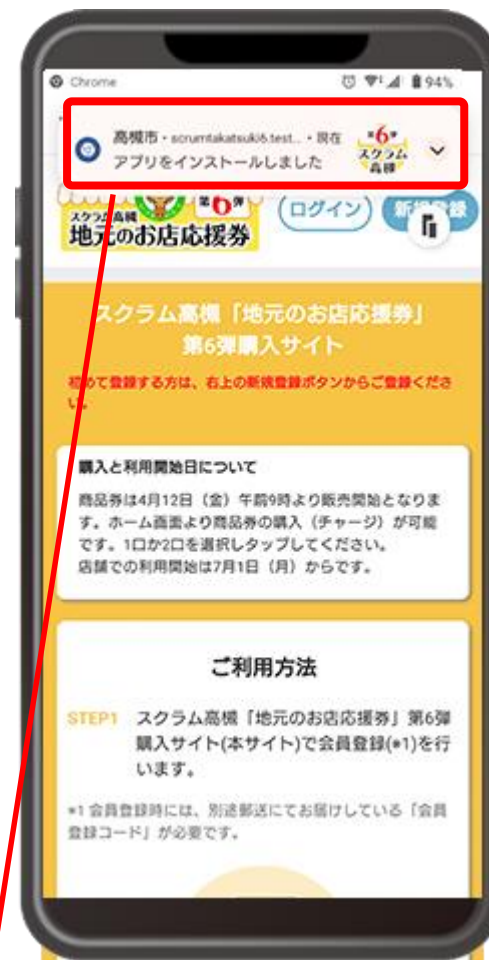 Chrome
94%
高槻市・scrumtakatsuki6.test...・現在
アプリをインストールしました
第6弾
スクラム
高槻
第6弾
スクラム高槻
地元のお店応援券
ログイン
新規登録
スクラム高槻「地元のお店応援券」
第6弾購入サイト
初めて登録する方は、右上の新規登録ボタンからご登録くださ
い。
購入と利用開始日について
商品券は4月12日（金）午前9時より販売開始となりま
す。ホーム画面より商品券の購入（チャージ）が可能
です。1口か2口を選択しタップしてください。
店舗での利用開始は7月1日（月）からです。
ご利用方法
STEP1 スクラム高槻「地元のお店応援券」第6弾
購入サイト(本サイト)で会員登録(*1)を行
います。
*1 会員登録時には、別途郵送にてお届けしている「会員
登録コード」が必要です。